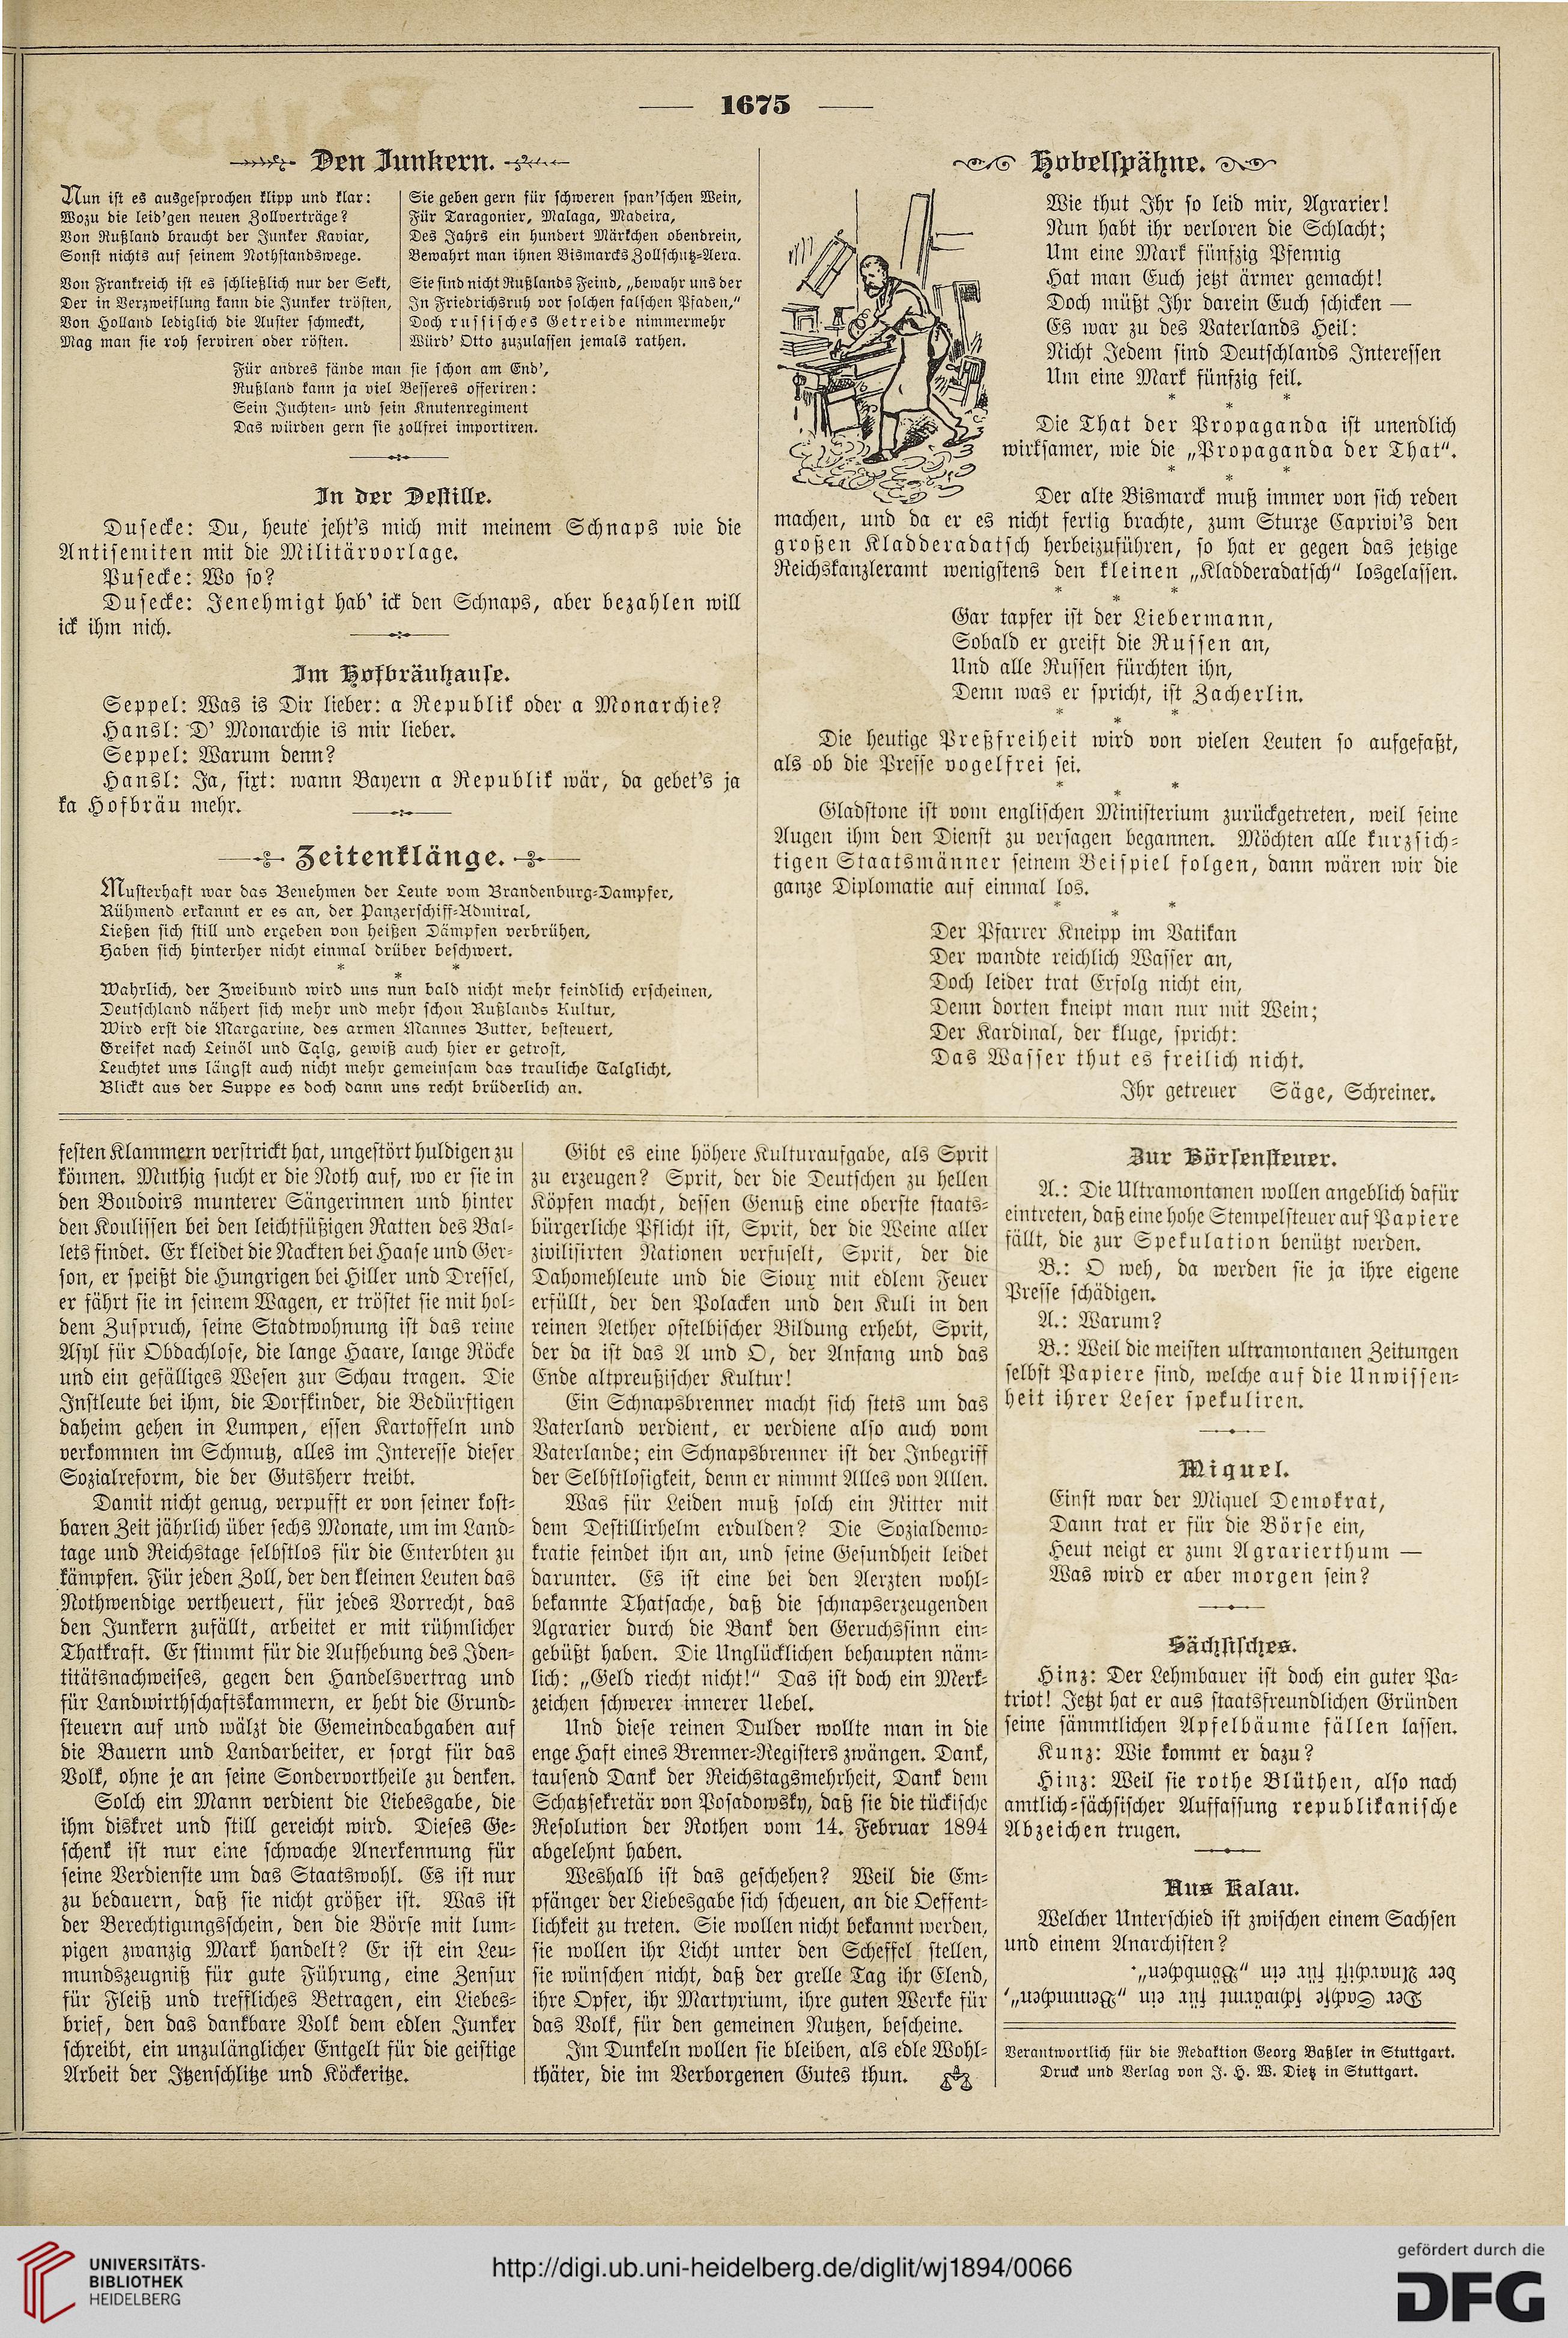 1675
Den Junkern.
Nun ist es ausgesprochen klipp und klar:
Wozu die leid'gen neuen Zollverträge?
Von Rußland braucht der Junker Kaviar,
Sonst nichts auf seinem Nothstandswege.
Von Frankreich ist es schließlich nur der Sekt,
Der in Verzweiflung kann die Junker trösten,
Von Holland lediglich die Auster schmeckt,
Mag man sie roh serviren oder rösten.
Sie geben gern für schweren span'schen Wein,
Für Taragonier, Malaga, Madeira,
Des Jahrs ein hundert Märkchen obendrein,
Bewahrt man ihnen Bismarcks Zollschutz-Aera.
Sie sind nicht Rußlands Feind, „bewahr uns der
In Friedrichsruh vor solchen falschen Pfaden,"
Doch russisches Getreide nimmermehr
Würd' Otto zuzulassen jemals rathen.
Für andres fände man sie schon am End',
Rußland kann ja viel Besseres offeriren:
Sein Juchten- und sein Knutenregiment
Das würden gern sie zollfrei importiren.
In der Destille.
Dusecke: Du, heute jeht's mich mit meinem Schnaps wie die
Antisemiten mit die Militärvorlage.
Pusecke: Wo so?
Dusecke: Jenehmigt hab' ick den Schnaps, aber bezahlen will
ick ihm nich.
Im Hofbräuhause.
Seppel: Was is Dir lieber: a Republik oder a Monarchie?
Hansl: D' Monarchie is mir lieber.
Seppel: Warum denn?
Hansl: Ja, sixt: wann Bayern a Republik wär, da gebet's ja
ka Hofbräu mehr.
Zeitenklänge.
Musterhaft war das Benehmen der Leute vom Brandenburg-Dampfer,
Rühmend erkannt er es an, der Panzerschiff-Admiral,
Ließen sich still und ergeben von heißen Dämpfen verbrühen,
Haben sich hinterher nicht einmal drüber beschwert.
* * *
Wahrlich, der Zweibund wird uns nun bald nicht mehr feindlich erscheinen,
Deutschland nähert sich mehr und mehr schon Rußlands Kultur,
Wird erst die Margarine, des armen Mannes Butter, besteuert,
Greifet nach Leinöl und Talg, gewiß auch hier er getrost,
Leuchtet uns längst auch nicht mehr gemeinsam das trauliche Talglicht,
Blickt aus der Suppe es doch dann uns recht brüderlich an.
Hobelspähne.
Wie thut Ihr so leid mir, Agrarier!
Nun habt ihr verloren die Schlacht;
Um eine Mark fünfzig Pfennig
Hat man Euch jetzt ärmer gemacht!
Doch müßt Ihr darein Euch schicken —
Es war zu des Vaterlands Heil:
Nicht Jedem sind Deutschlands Interessen
Um eine Mark fünfzig feil.
* * *
Die That der Propaganda ist unendlich
wirksamer, wie die „Propaganda der That".
* * *
Der alte Bismarck muß immer von sich reden
machen, und da er es nicht fertig brachte, zum Sturze Caprivi's den
großen Kladderadatsch herbeizuführen, so hat er gegen das jetzige
Reichskanzleramt wenigstens den kleinen „Kladderadatsch" losgelassen.
* * *
Gar tapfer ist der Liebermann,
Sobald er greift die Russen an,
Und alle Russen fürchten ihn,
Denn was er spricht, ist Zacherlin.
* * *
Die heutige Preßfreiheit wird von vielen Leuten so aufgefaßt,
als ob die Presse vogelfrei sei.
* * *
Gladstone ist vom englischen Ministerium zurückgetreten, weil seine
Augen ihm den Dienst zu versagen begannen. Möchten alle kurzsich-
tigen Staatsmänner seinem Beispiel folgen, dann wären wir die
ganze Diplomatie auf einmal los.
* * *
Der Pfarrer Kneipp im Vatikan
Der wandte reichlich Wasser an,
Doch leider trat Erfolg nicht ein,
Denn dorten kneipt man nur mit Wein;
Der Kardinal, der kluge, spricht:
Das Wasser thut es freilich nicht.
Ihr getreuer Säge, Schreiner.
festen Klammern verstrickt hat, ungestört huldigen zu
können. Muthig sucht er die Noth auf, wo er sie in
den Boudoirs munterer Sängerinnen und hinter
den Koulissen bei den leichtfüßigen Ratten des Bal-
lets findet. Er kleidet die Nackten bei Haase und Ger-
son, er speißt die Hungrigen bei Hiller und Dressel,
er fährt sie in seinem Wagen, er tröstet sie mit hol-
dem Zuspruch, seine Stadtwohnung ist das reine
Asyl für Obdachlose, die lange Haare, lange Röcke
und ein gefälliges Wesen zur Schau tragen. Die
Instleute bei ihm, die Dorfkinder, die Bedürftigen
daheim gehen in Lumpen, essen Kartoffeln und
verkommen im Schmutz, alles im Interesse dieser
Sozialreform, die der Gutsherr treibt.
Damit nicht genug, verpufft er von seiner kost-
baren Zeit jährlich über sechs Monate, um im Land-
tage und Reichstage selbstlos für die Enterbten zu
kämpfen. Für jeden Zoll, der den kleinen Leuten das
Nothwendige vertheuert, für jedes Vorrecht, das
den Junkern zufällt, arbeitet er mit rühmlicher
Thatkraft. Er stimmt für die Aufhebung des Iden-
titätsnachweises, gegen den Handelsvertrag und
für Landwirthschaftskammern, er hebt die Grund-
steuern auf und wälzt die Gemeindeabgaben auf
die Bauern und Landarbeiter, er sorgt für das
Volk, ohne je an seine Sondervortheile zu denken.
Solch ein Mann verdient die Liebesgabe, die
ihm diskret und still gereicht wird. Dieses Ge-
schenk ist nur eine schwache Anerkennung für
seine Verdienste um das Staatswohl. Es ist nur
zu bedauern, daß sie nicht größer ist. Was ist
der Berechtigungsschein, den die Börse mit lum-
pigen zwanzig Mark handelt? Er ist ein Leu-
mundszeugniß für gute Führung, eine Zensur
für Fleiß und treffliches Betragen, ein Liebes-
brief, den das dankbare Volk dem edlen Junker
schreibt, ein unzulänglicher Entgelt für die geistige
Arbeit der Itzenschlitze und Köckeritze.
Gibt es eine höhere Kulturaufgabe, als Sprit
zu erzeugen? Sprit, der die Deutschen zu hellen
Köpfen macht, dessen Genuß eine oberste staats-
bürgerliche Pflicht ist, Sprit, der die Weine aller
zivilisirten Nationen verfuselt, Sprit, der die
Dahomehleute und die Sioux mit edlem Feuer
erfüllt, der den Polacken und den Kuli in den
reinen Aether ostelbischer Bildung erhebt, Sprit,
der da ist das A und O, der Anfang und das
Ende altpreußischer Kultur!
Ein Schnapsbrenner macht sich stets um das
Vaterland verdient, er verdiene also auch vom
Vaterlande; ein Schnapsbrenner ist der Inbegriff
der Selbstlosigkeit, denn er nimmt Alles von Allen.
Was für Leiden muß solch ein Ritter mit
dem Destillirhelm erdulden? Die Sozialdemo-
kratie feindet ihn an, und seine Gesundheit leidet
darunter. Es ist eine bei den Aerzten wohl-
bekannte Thatsache, daß die schnapserzeugenden
Agrarier durch die Bank den Geruchssinn ein-
gebüßt haben. Die Unglücklichen behaupten näm-
lich: „Geld riecht nicht!" Das ist doch ein Merk-
zeichen schwerer innerer Uebel.
Und diese reinen Dulder wollte man in die
enge Haft eines Brenner-Registers zwängen. Dank,
tausend Dank der Reichstagsmehrheit, Dank dem
Schatzsekretär von Posadowsky, daß sie die tückische
Resolution der Rothen vom 14. Februar 1894
abgelehnt haben.
Weshalb ist das geschehen? Weil die Em-
pfänger der Liebesgabe sich scheuen, an die Oeffent-
lichkeit zu treten. Sie wollen nicht bekannt werden,
sie wollen ihr Licht unter den Scheffel stellen,
sie wünschen nicht, daß der grelle Tag ihr Elend,
ihre Opfer, ihr Martyrium, ihre guten Werke für
das Volk, für den gemeinen Nutzen, bescheine.
Im Dunkeln wollen sie bleiben, als edle Wohl-
thäter, die im Verborgenen Gutes thun.
Zur Börsensteuer.
A.: Die Ultramontanen wollen angeblich dafür
eintreten, daß eine hohe Stempelsteuer auf Papiere
fällt, die zur Spekulation benützt werden.
B.: O weh, da werden sie ja ihre eigene
Presse schädigen.
A.: Warum?
B.: Weil die meisten ultramontanen Zeitungen
selbst Papiere sind, welche auf die Unwissen-
heit ihrer Leser spekuliren.
Miquel.
Einst war der Miquel Demokrat,
Dann trat er für die Börse ein,
Heut neigt er zum Agrarierthum —
Was wird er aber morgen sein?
Sächsisches.
Hinz: Der Lehmbauer ist doch ein guter Pa-
triot! Jetzt hat er aus staatsfreundlichen Gründen
seine sämmtlichen Apfelbäume fällen lassen.
Kunz: Wie kommt er dazu?
Hinz: Weil sie rothe Blüthen, also nach
amtlich-sächsischer Auffassung republikanische
Abzeichen trugen.
Aus Kalau.
Welcher Unterschied ist zwischen einem Sachsen
und einem Anarchisten?
Der Sachse schwärmt für ein „Bemmchen",
der Anarchist für ein „Bömbchen".
Verantwortlich für die Redaktion Georg Baßler in Stuttgart.
Druck und Verlag von J. H. W. Dietz in Stuttgart.
UNIVERSITÄTS-
BIBLIOTHEK
HEIDELBERG
http://digi.ub.uni-heidelberg.de/diglit/wj1894/0066
gefördert durch die
DFG